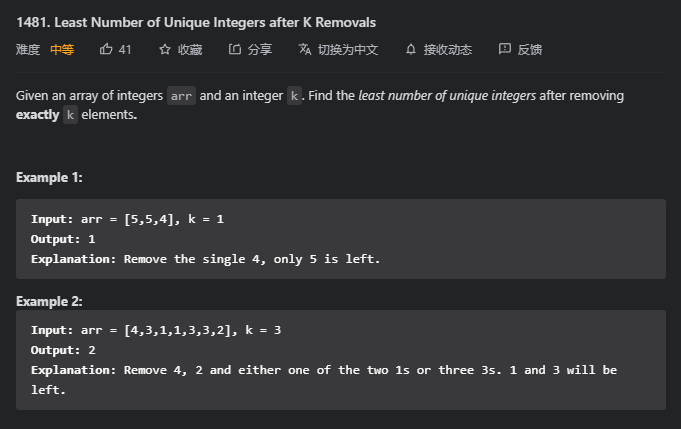 1481. Least Number of Unique Integers after K Removals
难度 中等 41 收藏 分享 切换为中文 接收动态 反馈
Given an array of integers arr and an integer k. Find the least number of unique integers after removing
exactly k elements.
Example 1:
Input: arr = [5,5,4], k = 1
Output: 1
Explanation: Remove the single 4, only 5 is left.
Example 2:
Input: arr = [4,3,1,1,3,3,2], k = 3
Output: 2
Explanation: Remove 4, 2 and either one of the two 1s or three 3s. 1 and 3 will be
left.